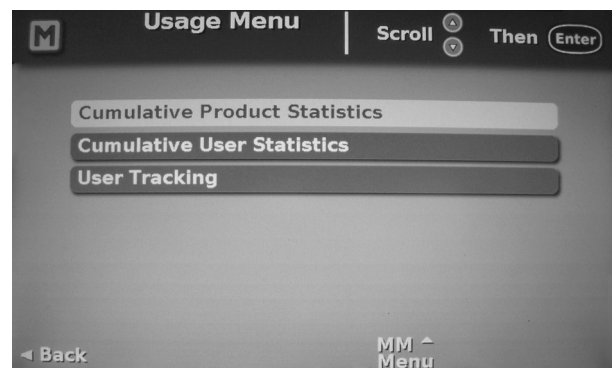 M
Usage Menu
Scroll
Then Enter
Cumulative Product Statistics
Cumulative User Statistics
User Tracking
Back
MM
Menu